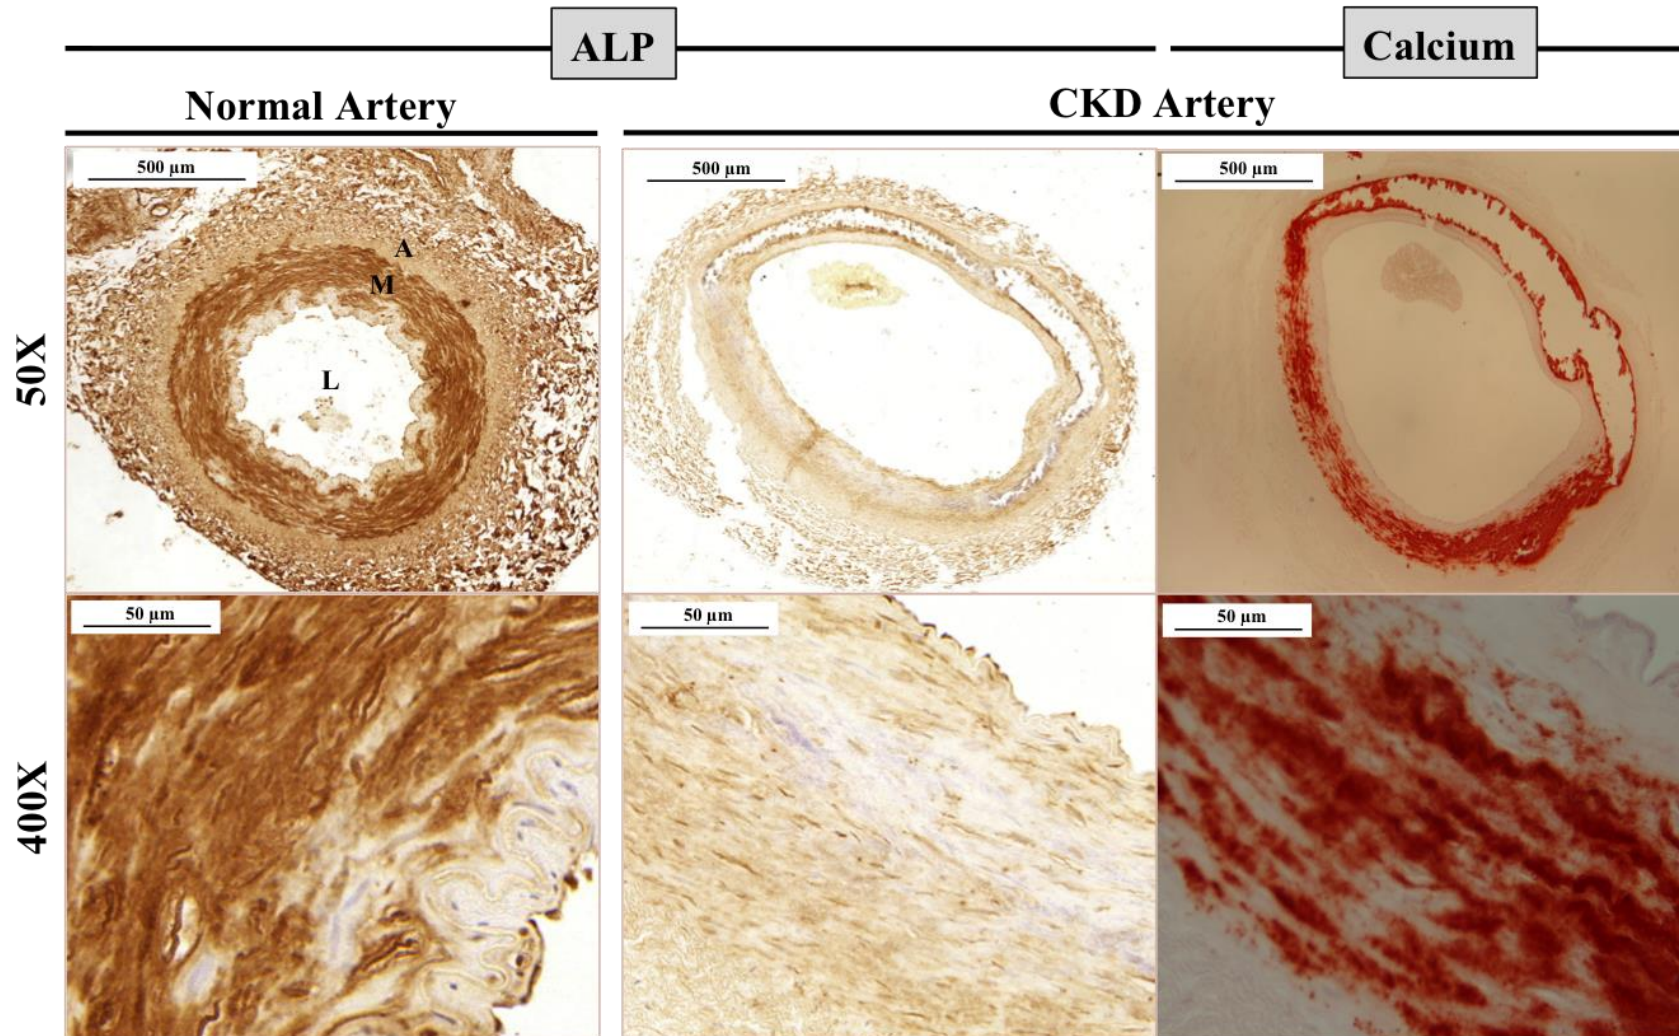 ALP
Calcium
Normal Artery
CKD Artery
50X
500 µm
500 µm
500 µm
A
M
L
400X
50 µm
50 µm
50 µm